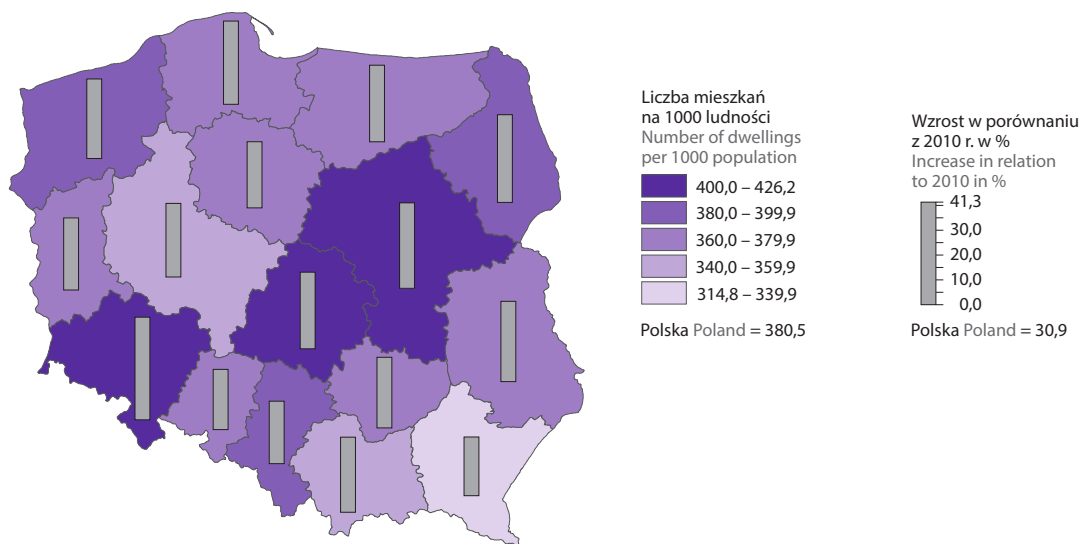 Liczba mieszkań
na 1000 ludności
Number of dwellings
per 1000 population
400,0 – 426,2
380,0 – 399,9
360,0 – 379,9
340,0 – 359,9
314,8 – 339,9
Polska Poland = 380,5
Wzrost w porównaniu
z 2010 r. w %
Increase in relation
to 2010 in %
41,3
30,0
20,0
10,0
0,0
Polska Poland = 30,9